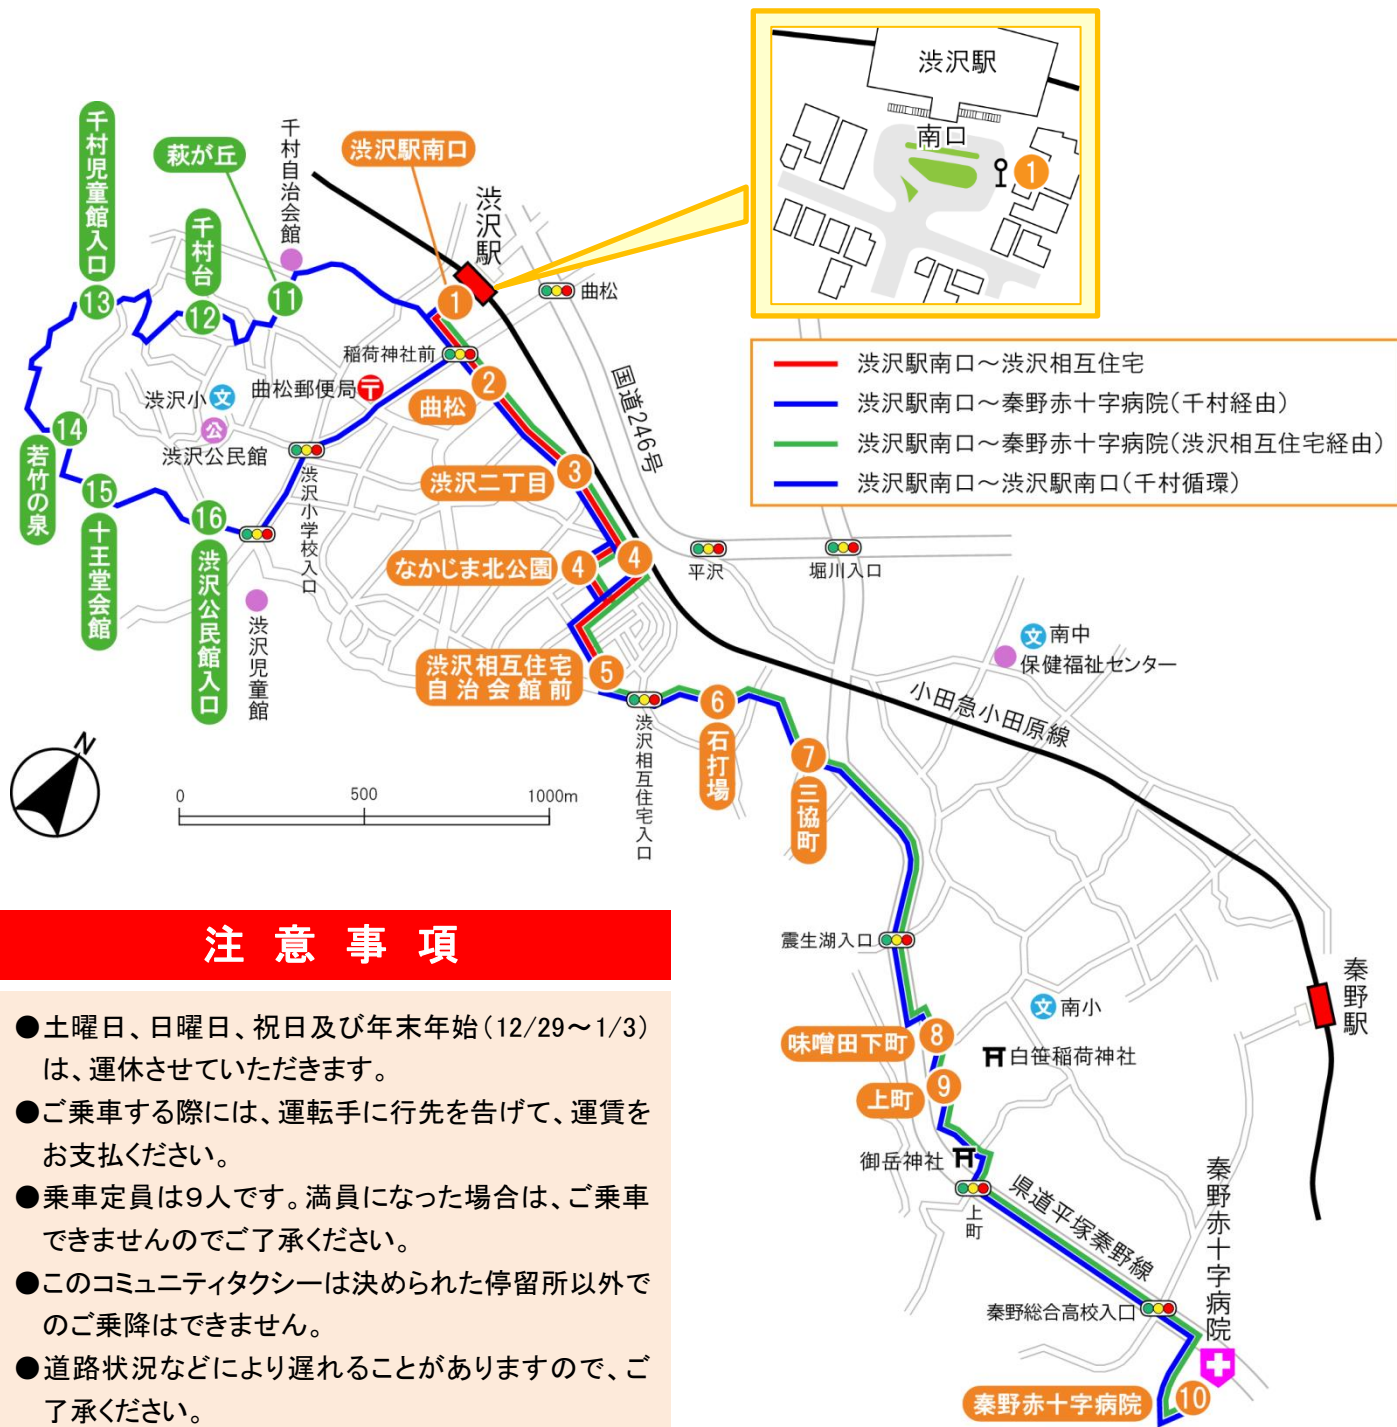 渋沢駅
南口
1
渋沢駅南口～渋沢相互住宅
渋沢駅南口～秦野赤十字病院(千村経由)
渋沢駅南口～秦野赤十字病院(渋沢相互住宅経由)
渋沢駅南口～渋沢駅南口(千村循環)
千村児童館入口
萩が丘
千村自治会館
渋沢駅南口
渋沢駅
千村台
13
12
11
1
曲松
稲荷神社前
国道246号
渋沢小
文
曲松郵便局
2
曲松
公
渋沢公民館
14
若竹の泉
15
十王堂会館
16
渋沢公民館入口
渋沢小学校入口
渋沢児童館
3
渋沢二丁目
なかじま北公園
4
4
平沢
堀川入口
渋沢相互住宅
自治会館前
5
渋沢相互住宅入口
6
石打場
7
三協町
文
南中
保健福祉センター
小田急小田原線
N
0
500
1000m
震生湖入口
文
南小
秦野駅
味噌田下町
8
白笹稲荷神社
上町
9
御岳神社
上町
県道平塚秦野線
秦野赤十字病院
秦野総合高校入口
秦野赤十字病院
10
注意事項
●土曜日、日曜日、祝日及び年末年始(12/29～1/3)
は、運休させていただきます。
●ご乗車する際には、運転手に行先を告げて、運賃を
お支払ください。
●乗車定員は9人です。満員になった場合は、ご乗車
できませんのでご了承ください。
●このコミュニティタクシーは決められた停留所以外で
のご乗降はできません。
●道路状況などにより遅れることがありますので、ご
了承ください。